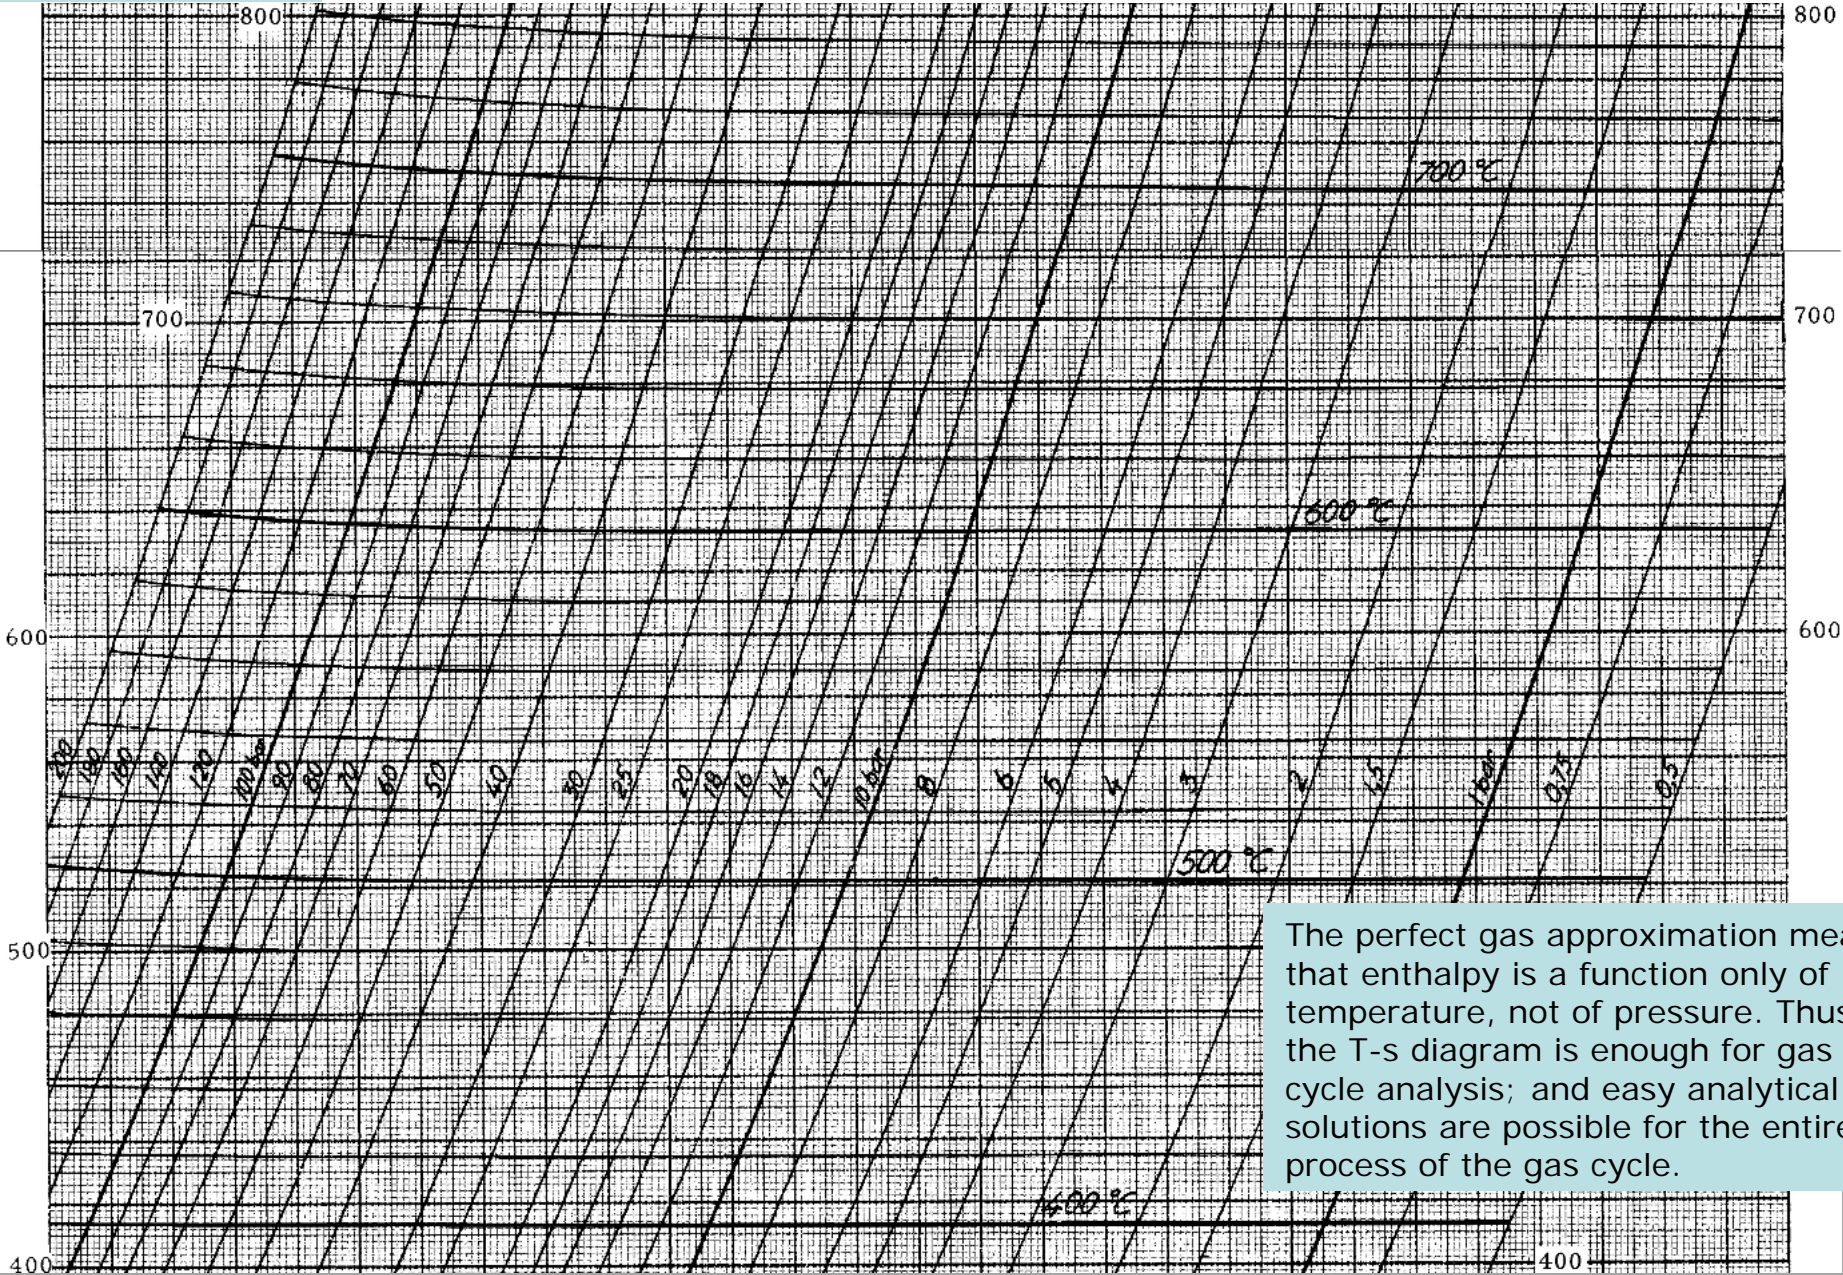 800
800
700 °C
700
700
600 °C
600
600
200
180
160
140
120
100 bar
90
80
70
60
50
40
30
25
20
18
16
14
12
10 bar
8
6
5
4
3
2
1,5
1 bar
0,75
0,5
500 °C
500
The perfect gas approximation mea
that enthalpy is a function only of
temperature, not of pressure. Thus
the T-s diagram is enough for gas
cycle analysis; and easy analytical
solutions are possible for the entire
process of the gas cycle.
400 °C
400
400